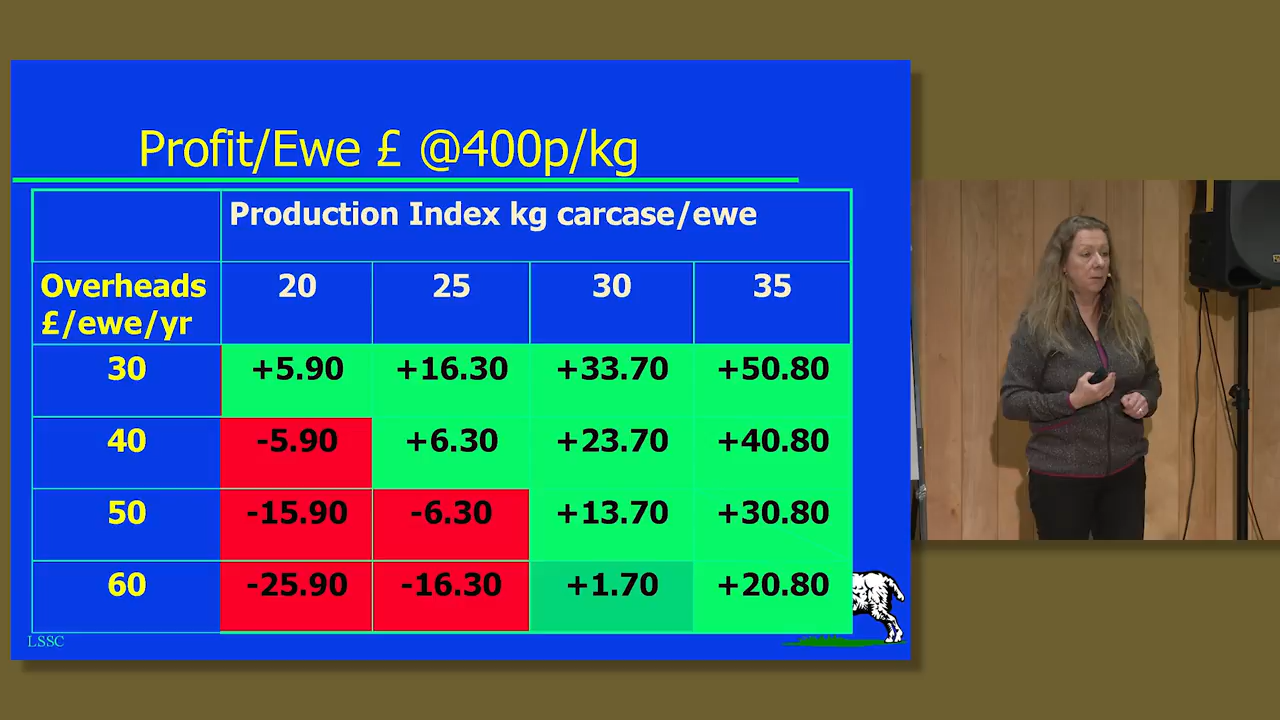 Profit/Ewe £ @400p/kg
Production Index kg carcase/ewe
Overheads £/ewe/yr 20 25 30 35
30 +5.90 +16.30 +33.70 +50.80
40 -5.90 +6.30 +23.70 +40.80
50 -15.90 -6.30 +13.70 +30.80
60 -25.90 -16.30 +1.70 +20.80
LSSC